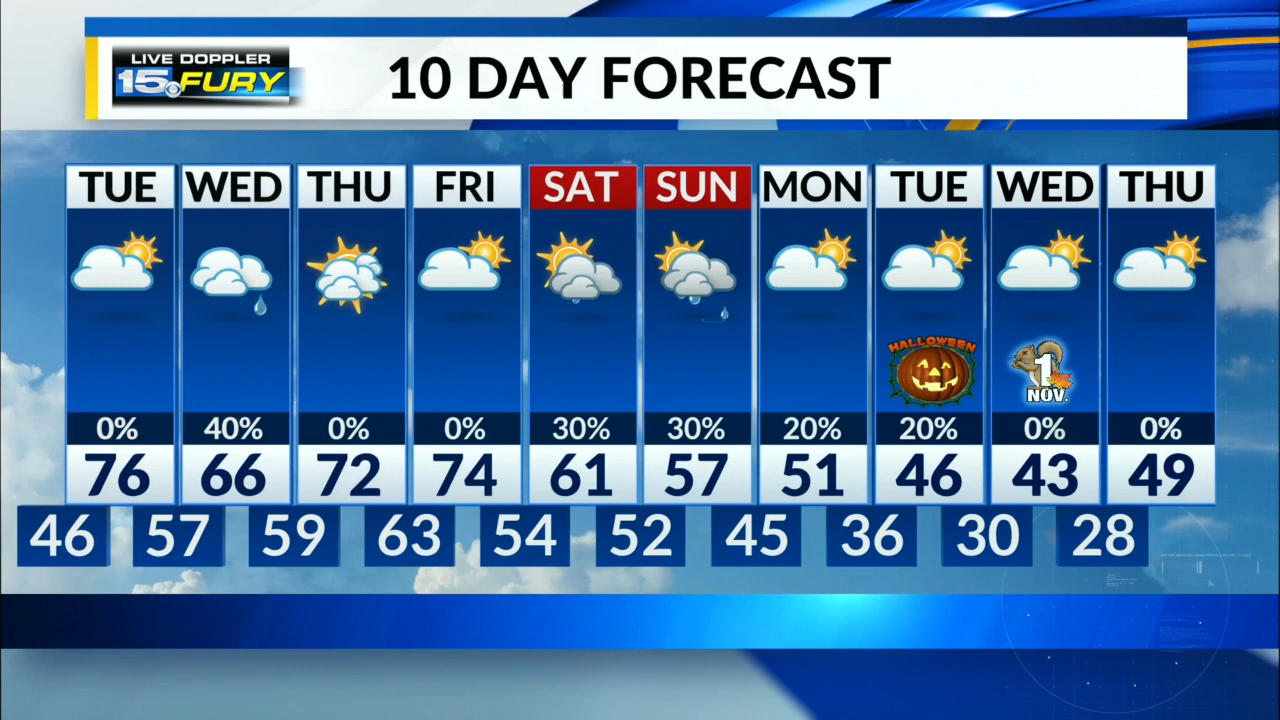 LIVE DOPPLER
15 FURY
10 DAY FORECAST
TUE WED THU FRI SAT SUN MON TUE WED THU
HALLOWEEN
1
NOV.
0% 40% 0% 0% 30% 30% 20% 20% 0% 0%
76 66 72 74 61 57 51 46 43 49
46 57 59 63 54 52 45 36 30 28